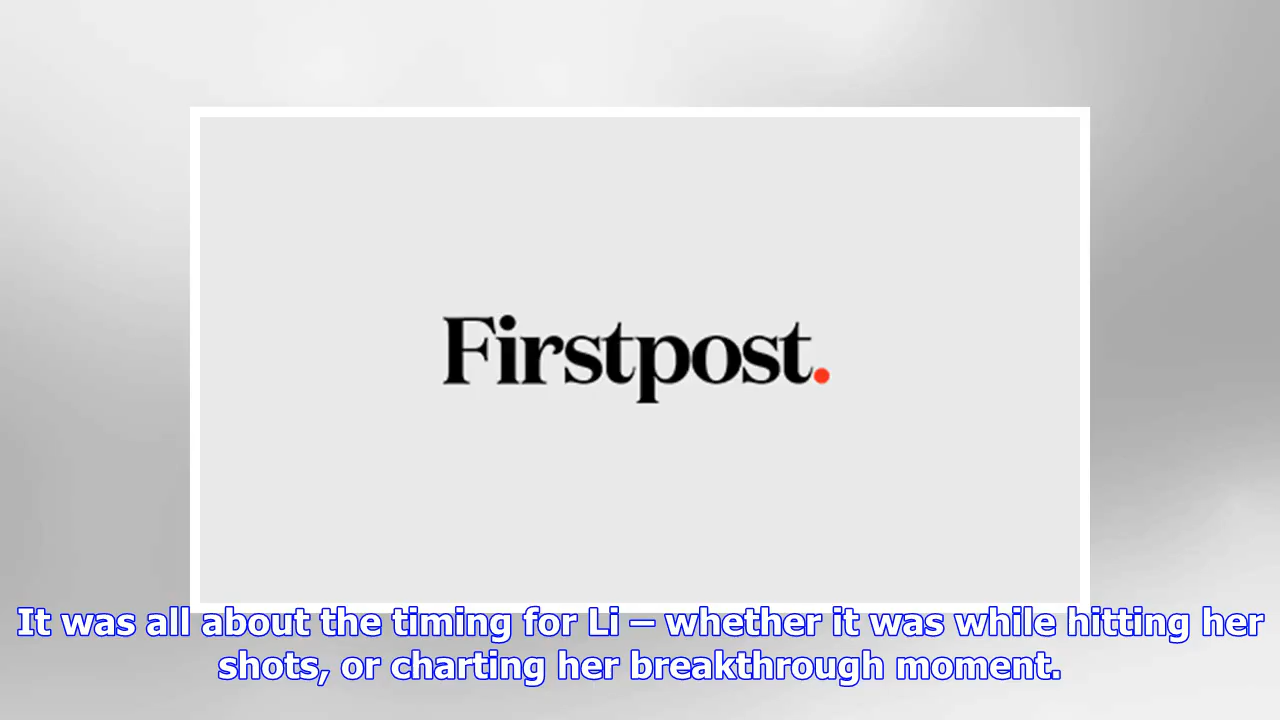 Firstpost.
It was all about the timing for Li – whether it was while hitting her
shots, or charting her breakthrough moment.